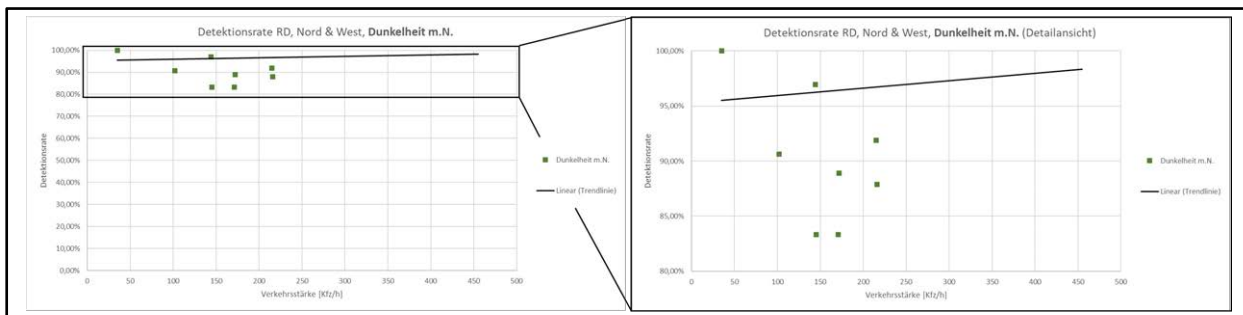 Detektionsrate RD, Nord & West, Dunkelheit m.N.
100,00%
90,00%
80,00%
70,00%
60,00%
50,00%
40,00%
30,00%
20,00%
10,00%
0,00%
Detektionsrate
0 50 100 150 200 250 300 350 400 450 500
Verkehrsstärke [Kfz/h]
Dunkelheit m.N.
Linear (Trendlinie)
Detektionsrate RD, Nord & West, Dunkelheit m.N. (Detailansicht)
100,00%
95,00%
90,00%
85,00%
80,00%
Detektionsrate
0 50 100 150 200 250 300 350 400 450 500
Verkehrsstärke [Kfz/h]
Dunkelheit m.N.
Linear (Trendlinie)